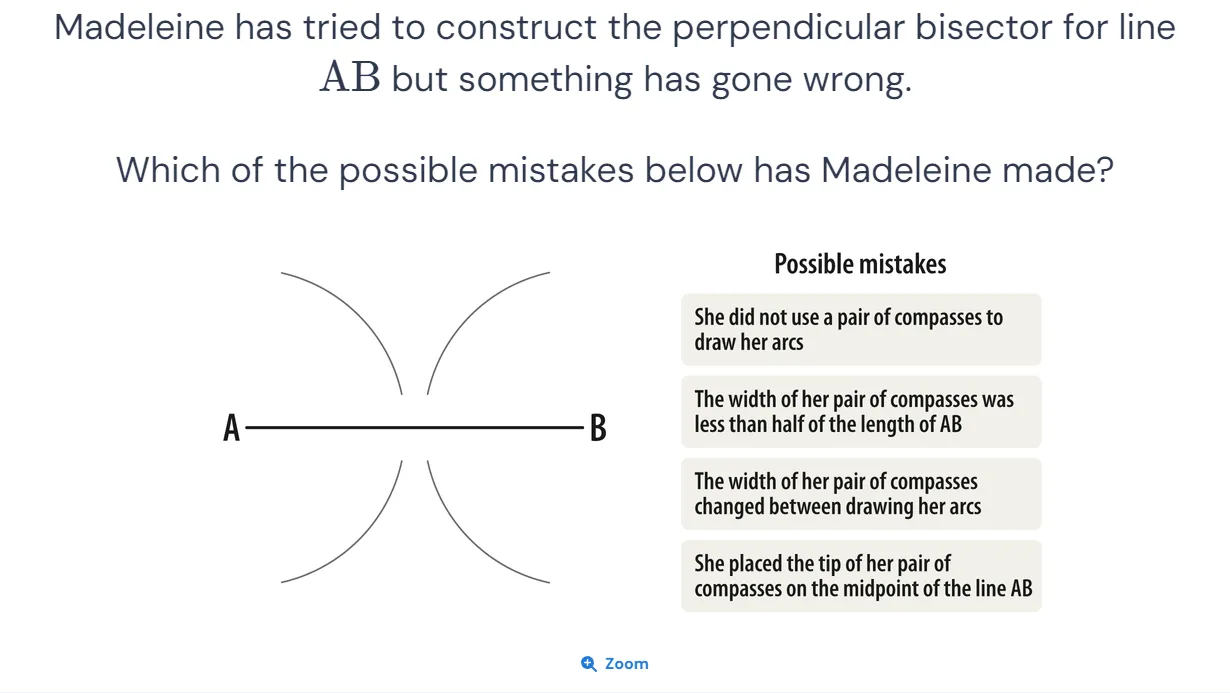 Madeleine has tried to construct the perpendicular bisector for line
AB but something has gone wrong.
Which of the possible mistakes below has Madeleine made?
Possible mistakes
She did not use a pair of compasses to
draw her arcs
The width of her pair of compasses was
less than half of the length of AB
The width of her pair of compasses
changed between drawing her arcs
She placed the tip of her pair of
compasses on the midpoint of the line AB
A
B
Zoom